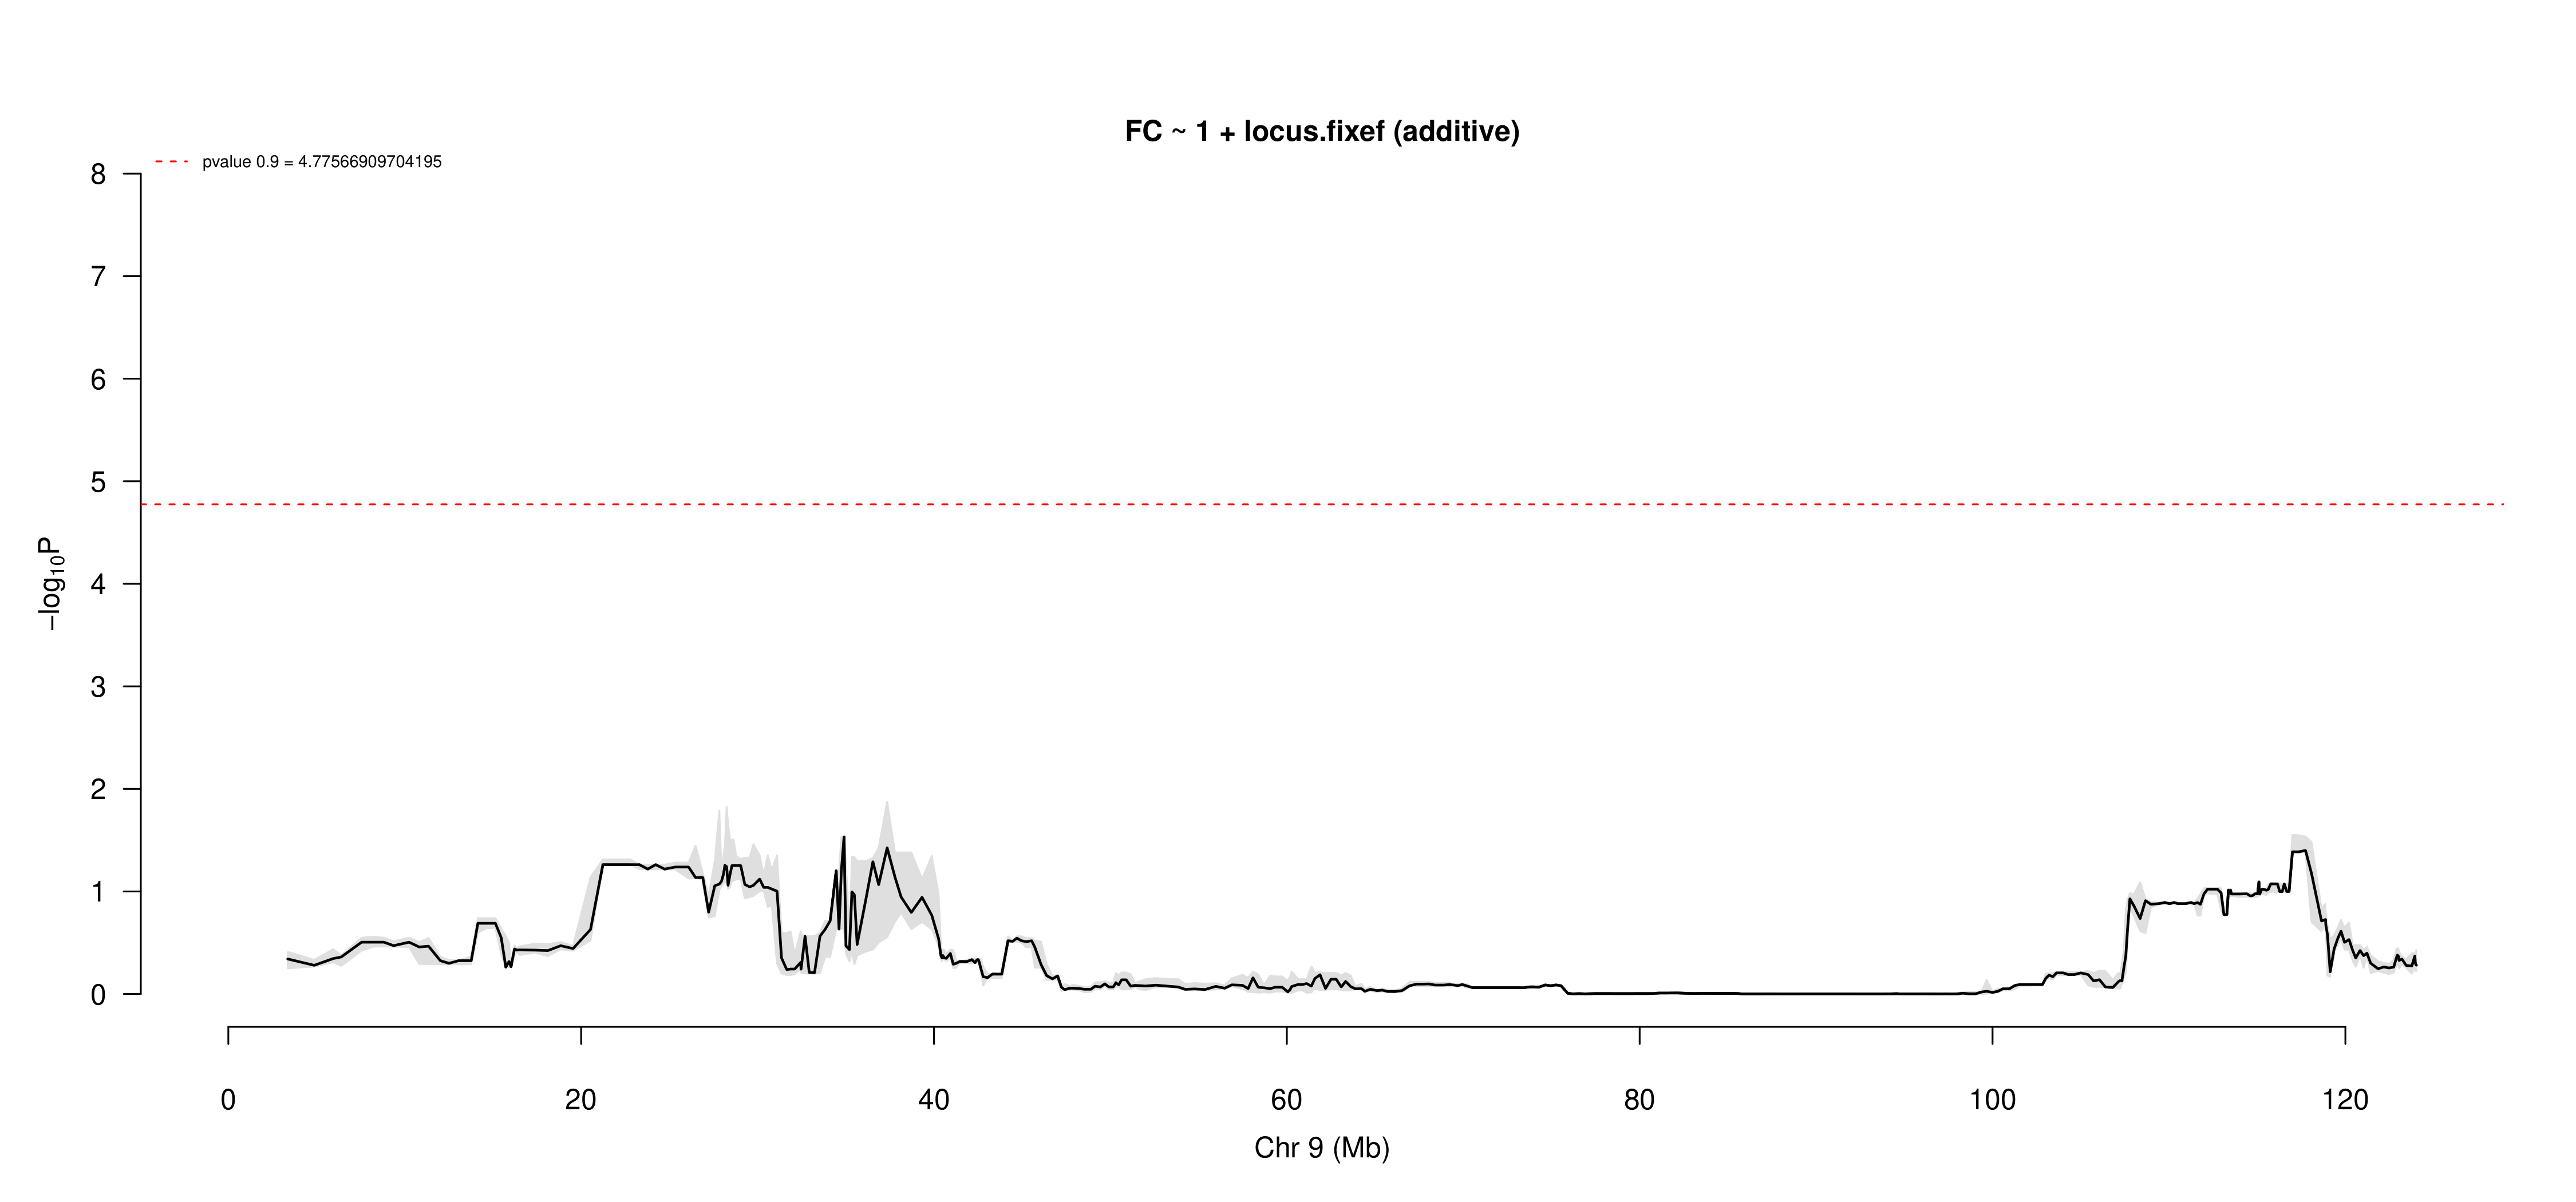 FC ~ 1 + locus.fixef (additive)
pvalue 0.9 = 4.77566909704195
8
7
6
5
4
3
2
1
0
−log10P
0 20 40 60 80 100 120
Chr 9 (Mb)